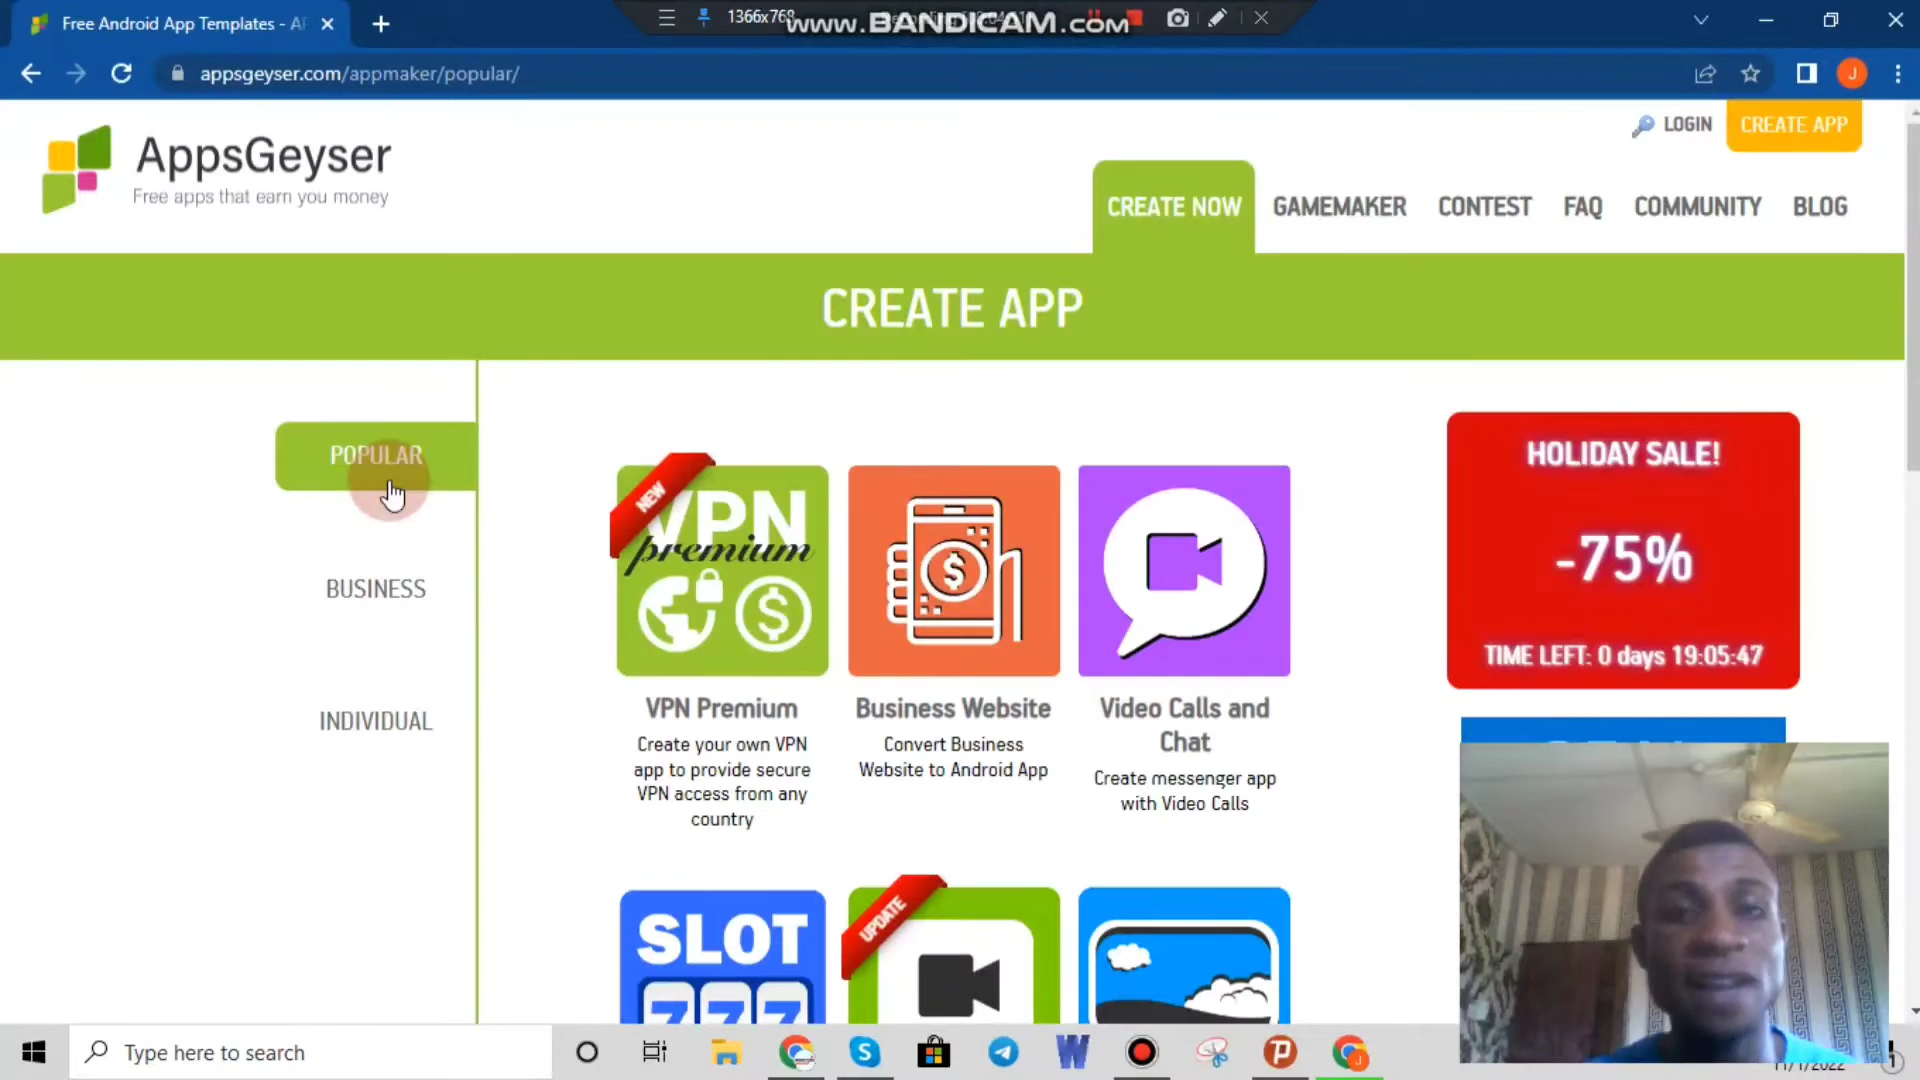 Free Android App Templates - A
1366x768
www.BANDICAM.com
appsgeyser.com/appmaker/popular/
J
AppsGeyser
Free apps that earn you money
LOGIN
CREATE APP
CREATE NOW
GAMEMAKER
CONTEST
FAQ
COMMUNITY
BLOG
CREATE APP
POPULAR
BUSINESS
INDIVIDUAL
NEW
VPN
premium
VPN Premium
Create your own VPN
app to provide secure
VPN access from any
country
Business Website
Convert Business
Website to Android App
Video Calls and
Chat
Create messenger app
with Video Calls
HOLIDAY SALE!
-75%
TIME LEFT: 0 days 19:05:47
SLOT
777
UPDATE
Type here to search
11/1/2022